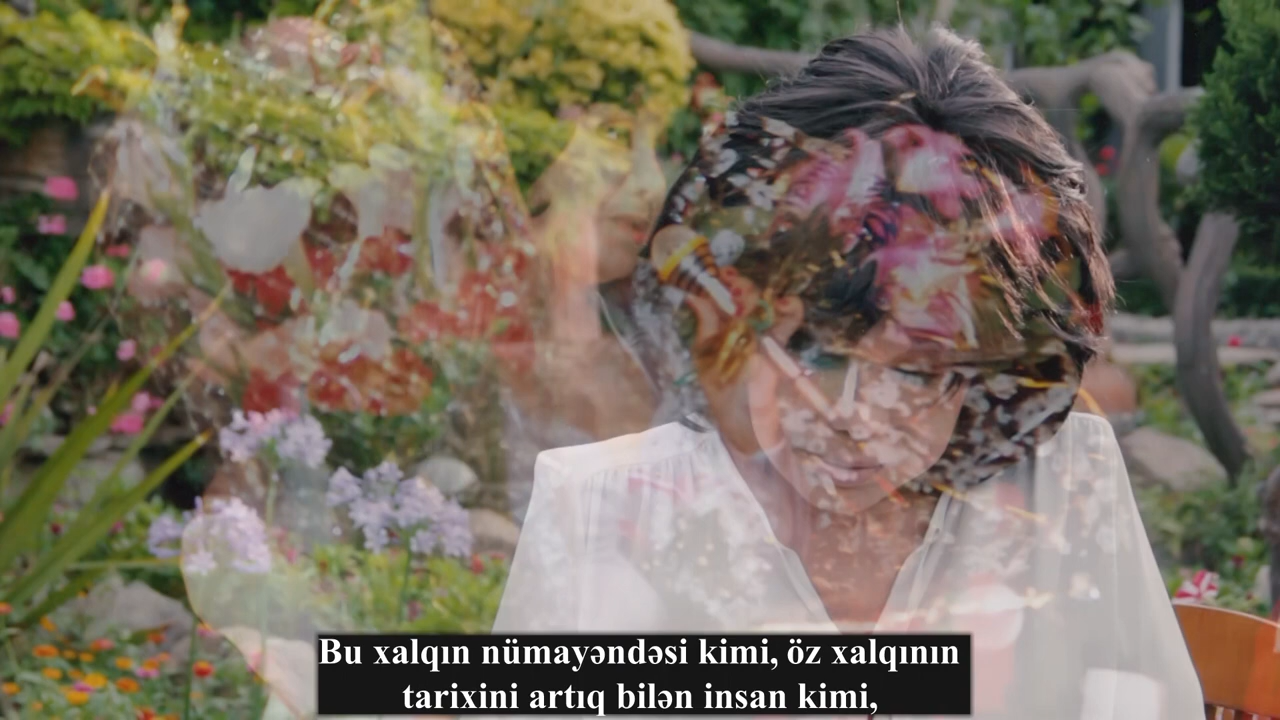 Bu xalqın nümayəndəsi kimi, öz xalqının
tarixini artıq bilən insan kimi,